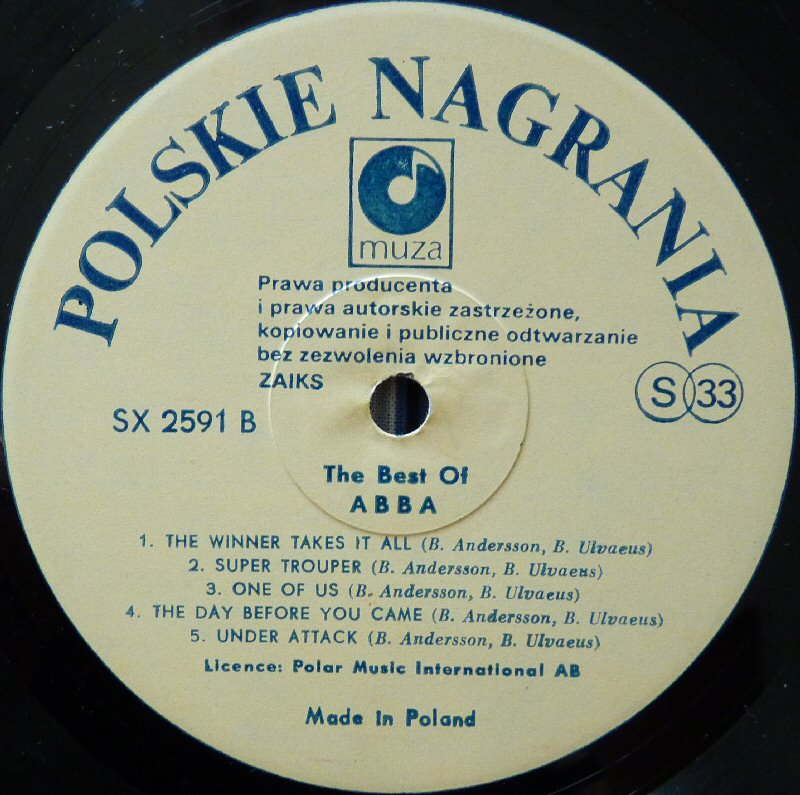 POLSKIE NAGRANIA
muza
Prawa producenta
i prawa autorskie zastrzeżone,
kopiowanie i publiczne odtwarzanie
bez zezwolenia wzbronione
ZAIKS
S 33
SX 2591 B
The Best Of
ABBA
1. THE WINNER TAKES IT ALL (B. Andersson, B. Ulvaeus)
2. SUPER TROUPER (B. Andersson, B. Ulvaeus)
3. ONE OF US (B. Andersson, B. Ulvaeus)
4. THE DAY BEFORE YOU CAME (B. Andersson, B. Ulvaeus)
5. UNDER ATTACK (B. Andersson, B. Ulvaeus)
Licence: Polar Music International AB
Made In Poland